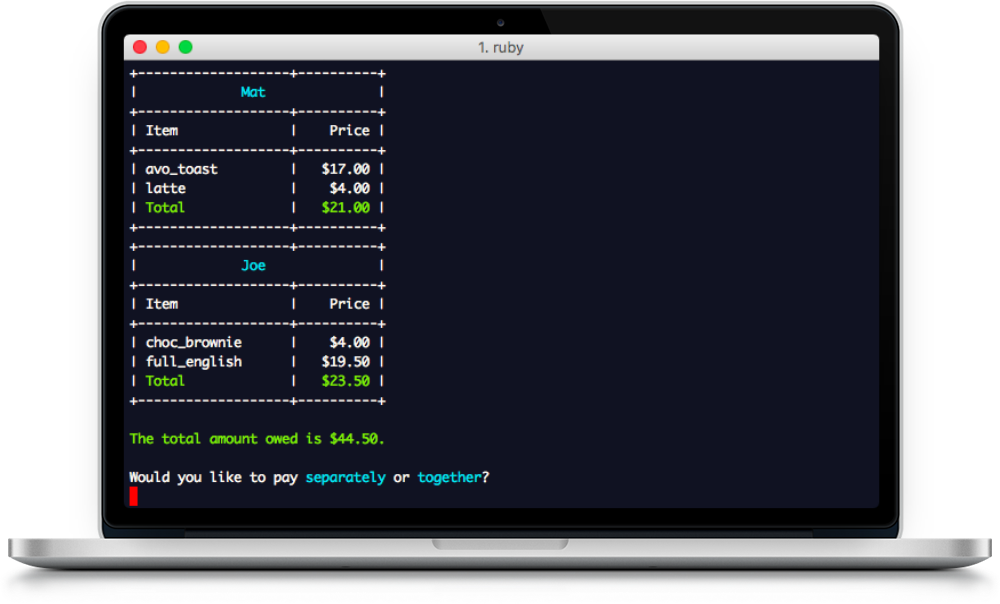 1. ruby
+-------------------+----------+
|             Mat              |
+-------------------+----------+
| Item              |    Price |
+-------------------+----------+
| avo_toast         |   $17.00 |
| latte             |    $4.00 |
| Total             |   $21.00 |
+-------------------+----------+
+-------------------+----------+
|             Joe              |
+-------------------+----------+
| Item              |    Price |
+-------------------+----------+
| choc_brownie      |    $4.00 |
| full_english      |   $19.50 |
| Total             |   $23.50 |
+-------------------+----------+
The total amount owed is $44.50.
Would you like to pay separately or together?